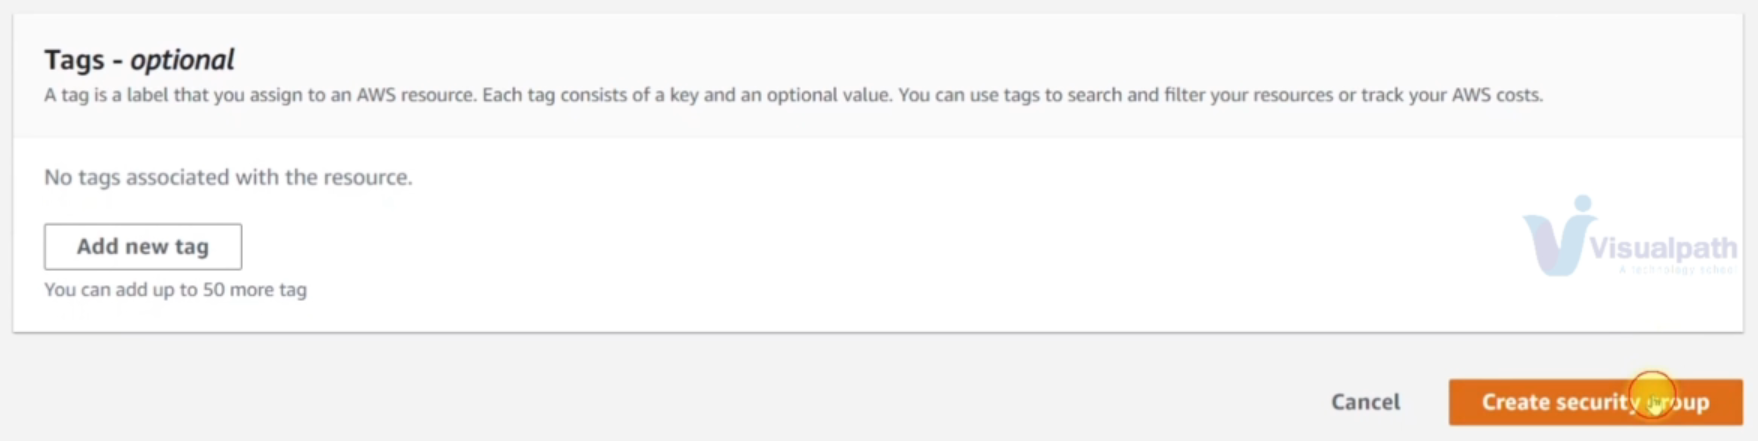 Tags - optional
A tag is a label that you assign to an AWS resource. Each tag consists of a key and an optional value. You can use tags to search and filter your resources or track your AWS costs.
No tags associated with the resource.
Add new tag
You can add up to 50 more tag
Visualpath
A technology school
Cancel
Create security group